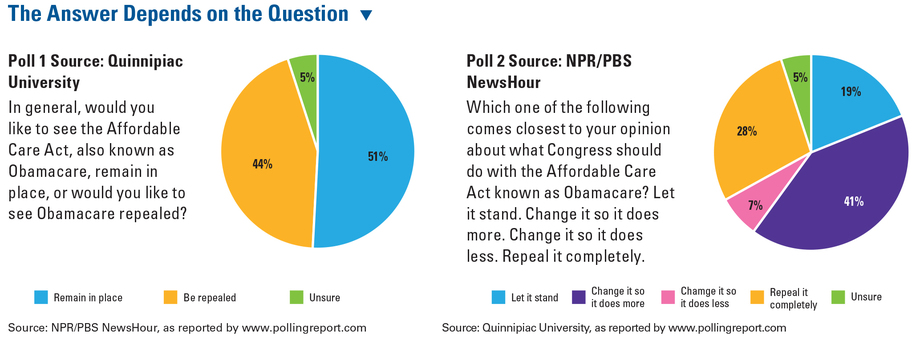 The Answer Depends on the Question ▼
Poll 1 Source: Quinnipiac
University
In general, would you
like to see the Affordable
Care Act, also known as
Obamacare, remain in
place, or would you like to
see Obamacare repealed?
5%
44%
51%
Remain in place
Be repealed
Unsure
Source: NPR/PBS NewsHour, as reported by www.pollingreport.com
Poll 2 Source: NPR/PBS
NewsHour
Which one of the following
comes closest to your opinion
about what Congress should
do with the Affordable Care
Act known as Obamacare? Let
it stand. Change it so it does
more. Change it so it does
less. Repeal it completely.
5%
19%
28%
7%
41%
Let it stand
Change it so
it does more
Change it so
it does less
Repeal it
completely
Unsure
Source: Quinnipiac University, as reported by www.pollingreport.com